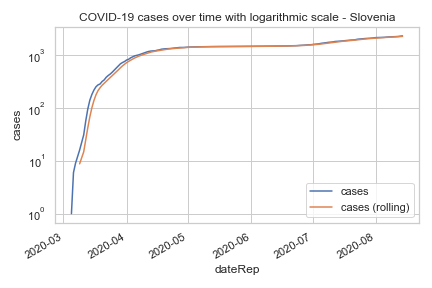 COVID-19 cases over time with logarithmic scale - Slovenia
cases
10³
10²
10¹
10⁰
2020-03
2020-04
2020-05
2020-06
2020-07
2020-08
dateRep
cases
cases (rolling)